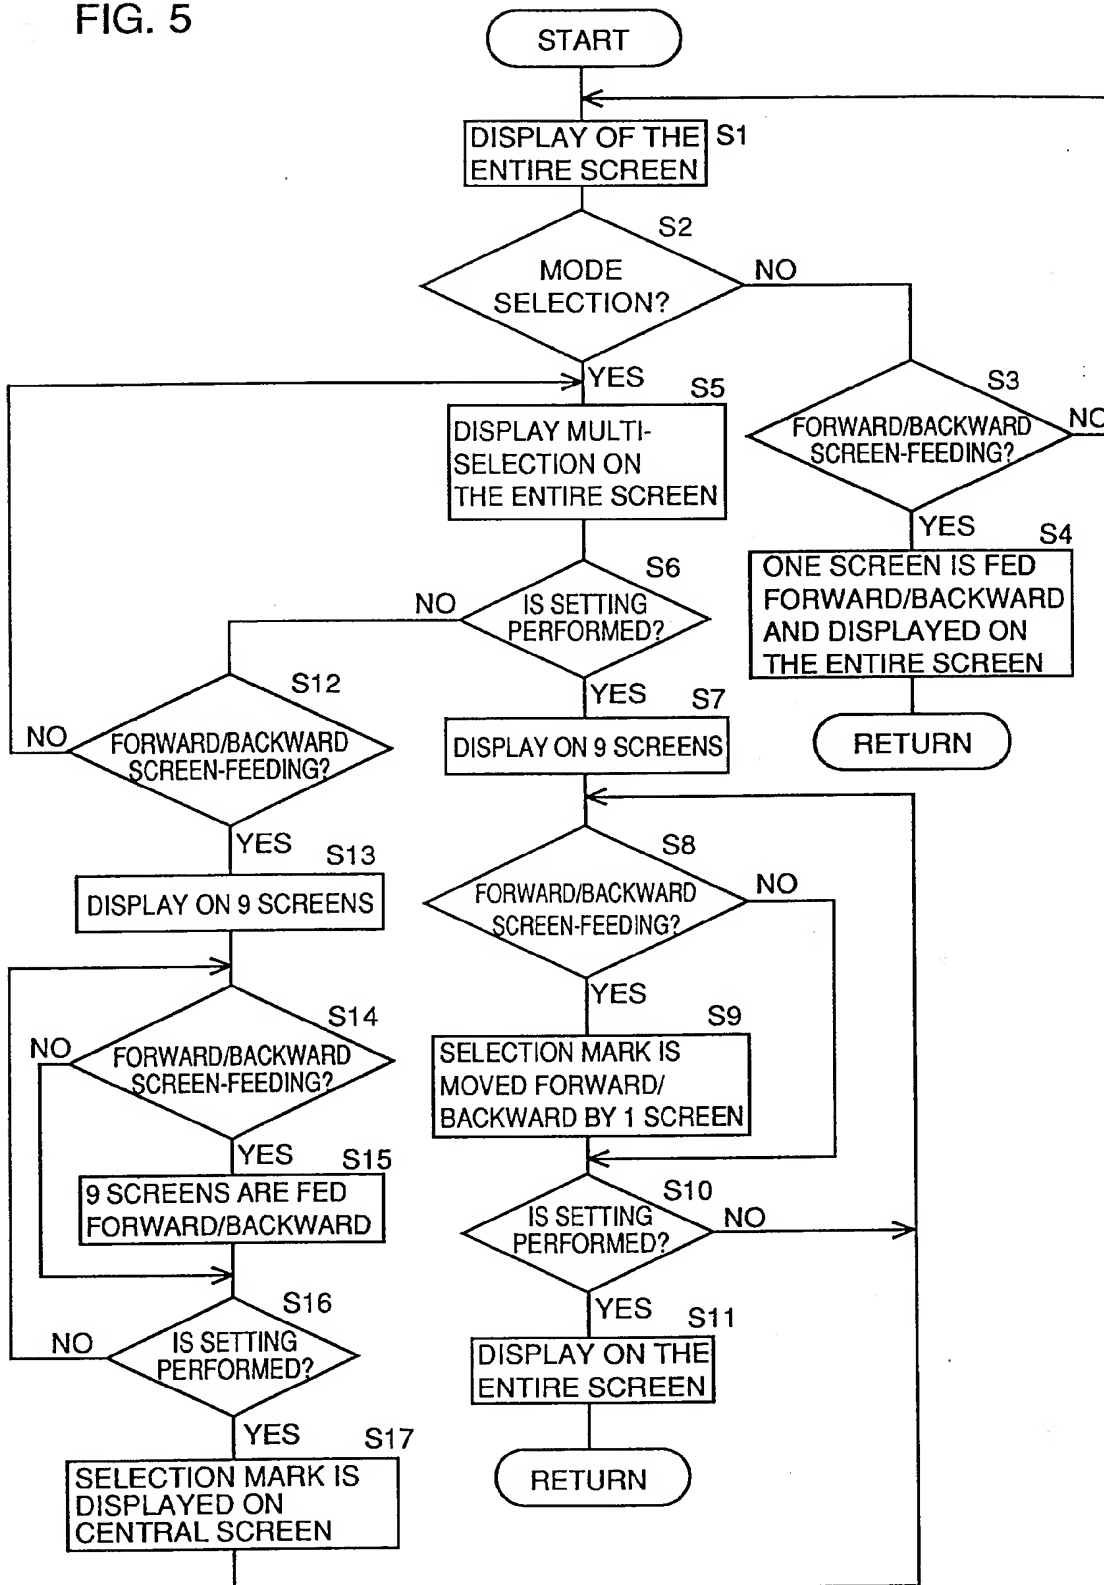 FIG. 5
START
DISPLAY OF THE
ENTIRE SCREEN
S1
S2
MODE
SELECTION?
NO
YES
S3
FORWARD/BACKWARD
SCREEN-FEEDING?
NO
YES
S4
ONE SCREEN IS FED
FORWARD/BACKWARD
AND DISPLAYED ON
THE ENTIRE SCREEN
RETURN
S5
DISPLAY MULTI-
SELECTION ON
THE ENTIRE SCREEN
S6
IS SETTING
PERFORMED?
NO
YES
S7
DISPLAY ON 9 SCREENS
S8
FORWARD/BACKWARD
SCREEN-FEEDING?
NO
YES
S9
SELECTION MARK IS
MOVED FORWARD/
BACKWARD BY 1 SCREEN
S10
IS SETTING
PERFORMED?
NO
YES
S11
DISPLAY ON THE
ENTIRE SCREEN
RETURN
S12
FORWARD/BACKWARD
SCREEN-FEEDING?
NO
YES
S13
DISPLAY ON 9 SCREENS
S14
FORWARD/BACKWARD
SCREEN-FEEDING?
NO
YES
S15
9 SCREENS ARE FED
FORWARD/BACKWARD
S16
IS SETTING
PERFORMED?
NO
YES
S17
SELECTION MARK IS
DISPLAYED ON
CENTRAL SCREEN